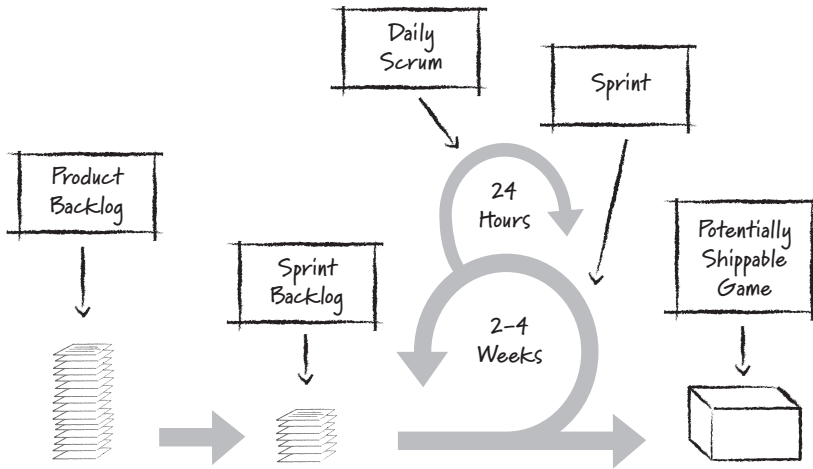 Daily
Scrum
Sprint
Product
Backlog
24
Hours
Potentially
Shippable
Game
Sprint
Backlog
2–4
Weeks